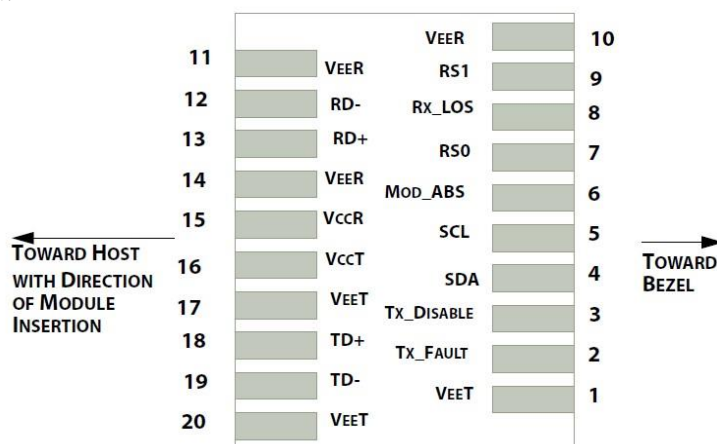 VEER 10
11 VEER RS1 9
12 RD- RX_LOS 8
13 RD+ RS0 7
14 VEER MOD_ABS 6
15 VCCR SCL 5
TOWARD HOST
WITH DIRECTION
OF MODULE
INSERTION
16 VCCT SDA 4
TOWARD
BEZEL
17 VEET TX_DISABLE 3
18 TD+ TX_FAULT 2
19 TD- VEET 1
20 VEET